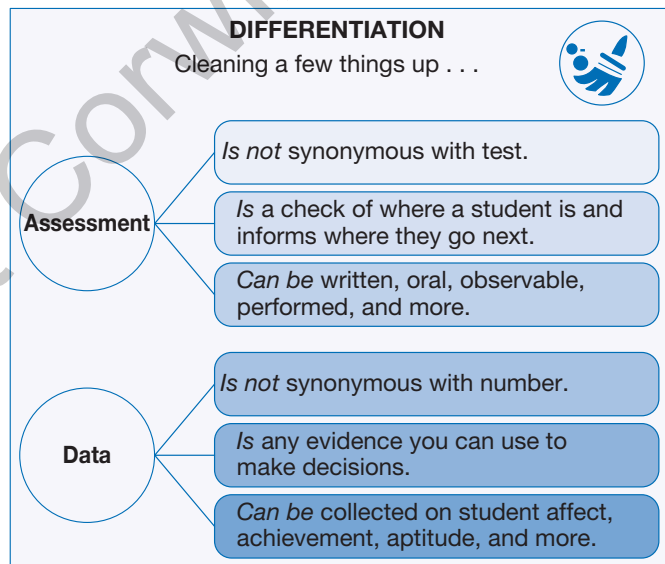 DIFFERENTIATION
Cleaning a few things up . . .
Assessment
Is not synonymous with test.
Is a check of where a student is and
informs where they go next.
Can be written, oral, observable,
performed, and more.
Data
Is not synonymous with number.
Is any evidence you can use to
make decisions.
Can be collected on student affect,
achievement, aptitude, and more.